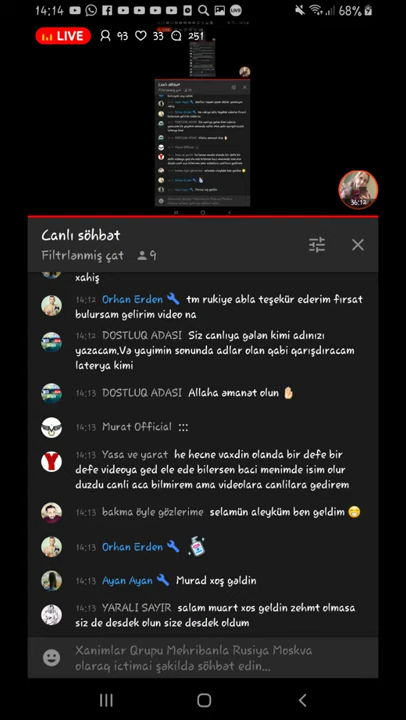 14:14
68%
LIVE 93 33 251
Canlı söhbət
36:12
Canlı söhbət
Filtrlənmiş çat 9
xahiş
14:12 Orhan Erden tm rukiye abla teşekür ederim fırsat
bulursam gelirim video na
14:12 DOSTLUQ ADASI Siz canlıya gələn kimi adınızı
yazacam.Və yayimin sonunda adlar olan qabi qarışdıracam
laterya kimi
14:13 DOSTLUQ ADASI Allaha əmanət olun
14:13 Murat Official :::
14:13 Yasa ve yarat he hecne vaxdin olanda bir defe bir
defe videoya ged ele ede bilersen baci menimde isim olur
duzdu canli aca bilmirem ama videolara canlilara gedirem
14:13 bakma öyle gözlerime selamün aleyküm ben geldim
14:13 Orhan Erden
14:13 Ayan Ayan Murad xoş gəldin
14:13 YARALI SAYIR salam muart xos geldin zehmt olmasa
siz de desdek olun size desdek oldum
Xanimlar Qrupu Mehribanla Rusiya Moskva
olaraq ictimai şəkildə söhbət edin...